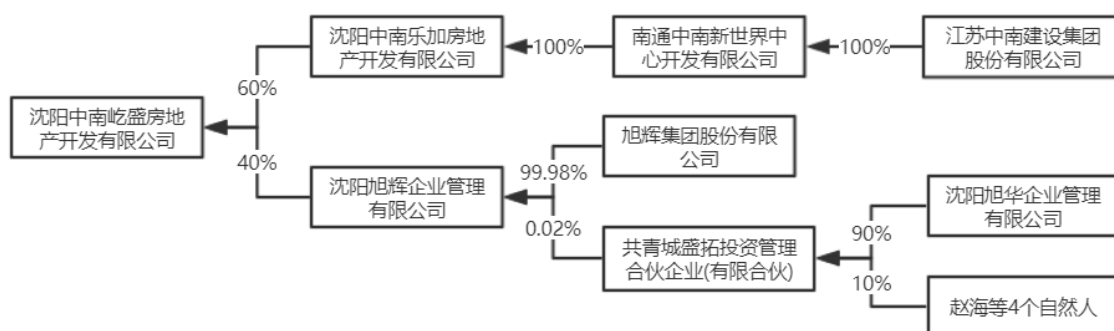 沈阳中南乐加房地
产开发有限公司
100%
南通中南新世界中
心开发有限公司
100%
江苏中南建设集团
股份有限公司
60%
沈阳中南屹盛房地
产开发有限公司
40%
旭辉集团股份有限
公司
99.98%
沈阳旭辉企业管理
有限公司
0.02%
沈阳旭华企业管理
有限公司
90%
共青城盛拓投资管理
合伙企业(有限合伙)
10%
赵海等4个自然人